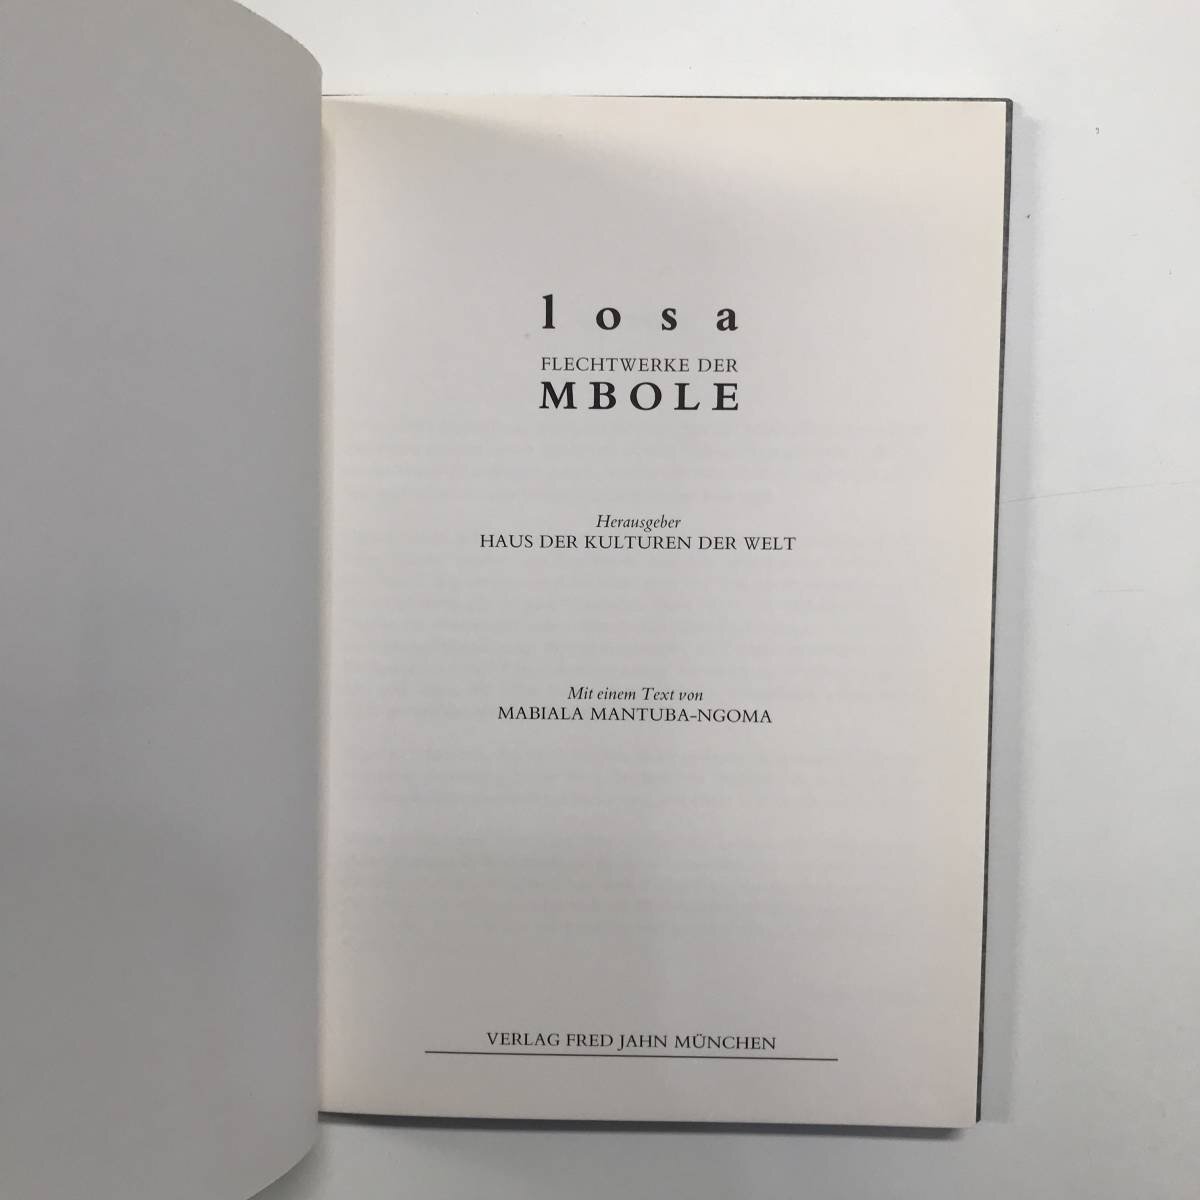 losa
FLECHTWERKE DER
MBOLE
Herausgeber
HAUS DER KULTUREN DER WELT
Mit einem Text von
MABIALA MANTUBA-NGOMA
VERLAG FRED JAHN MÜNCHEN